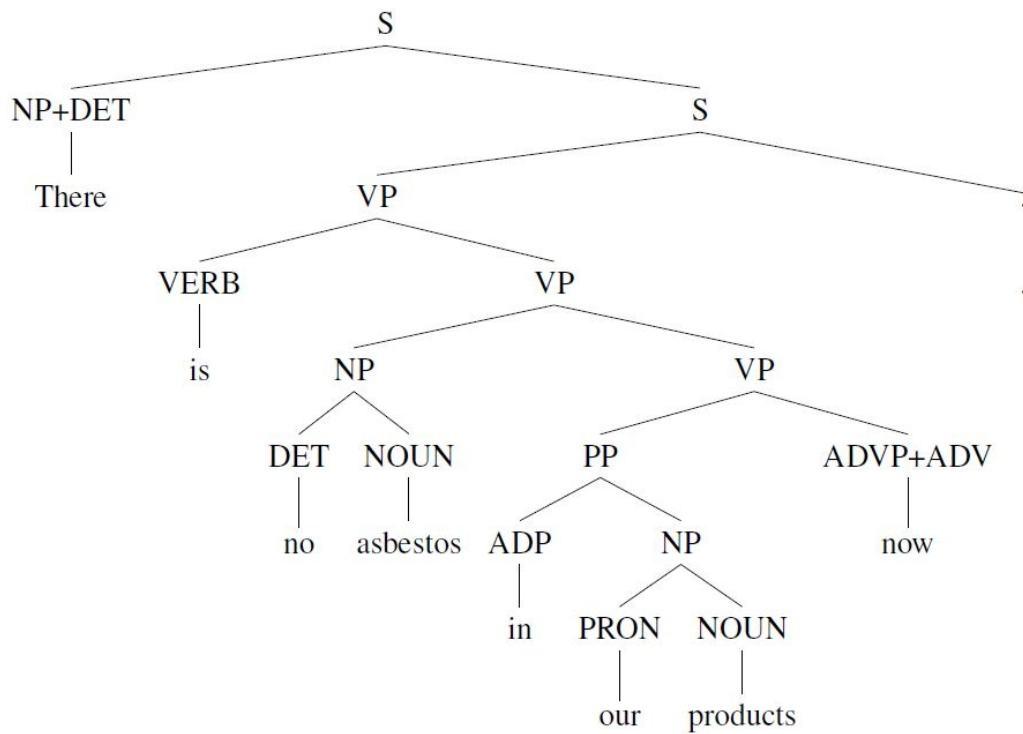 S
NP+DET S
There VP .
VERB VP .
is NP VP
DET NOUN PP ADVP+ADV
no asbestos ADP NP now
in PRON NOUN
our products